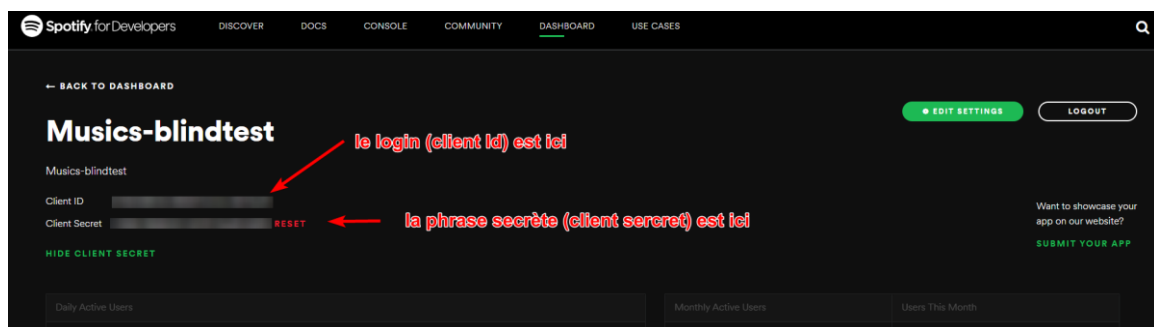 Spotify for Developers DISCOVER DOCS CONSOLE COMMUNITY DASHBOARD USE CASES
← BACK TO DASHBOARD
EDIT SETTINGS LOGOUT
Musics-blindtest
le login (client Id) est ici
Musics-blindtest
Client ID
Client Secret RESET
la phrase secrète (client sercret) est ici
Want to showcase your
app on our website?
SUBMIT YOUR APP
HIDE CLIENT SECRET
Daily Active Users Monthly Active Users Users This Month